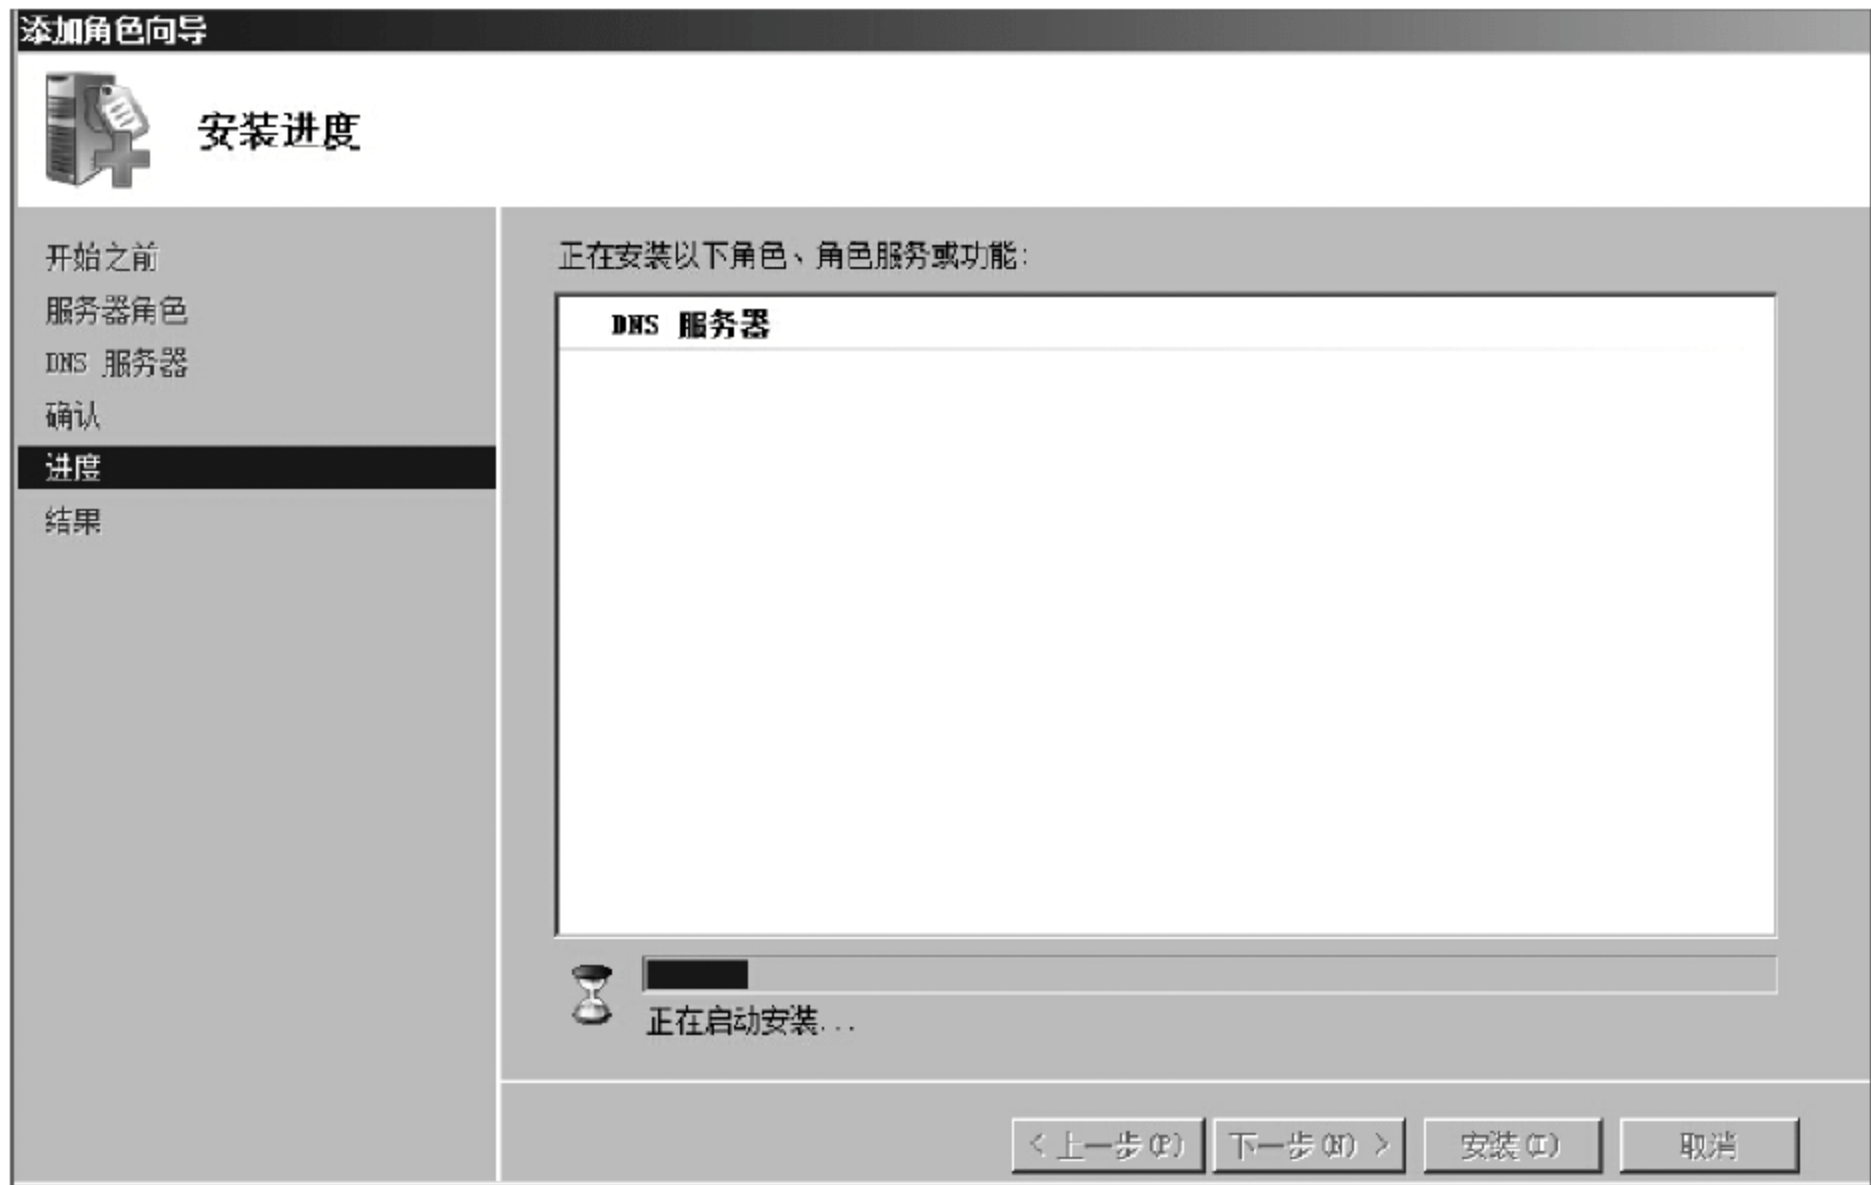 添加角色向导
安装进度
开始之前
服务器角色
DNS 服务器
确认
进度
结果
正在安装以下角色、角色服务或功能:
DNS 服务器
正在启动安装...
< 上一步(P)
下一步(N) >
安装(I)
取消